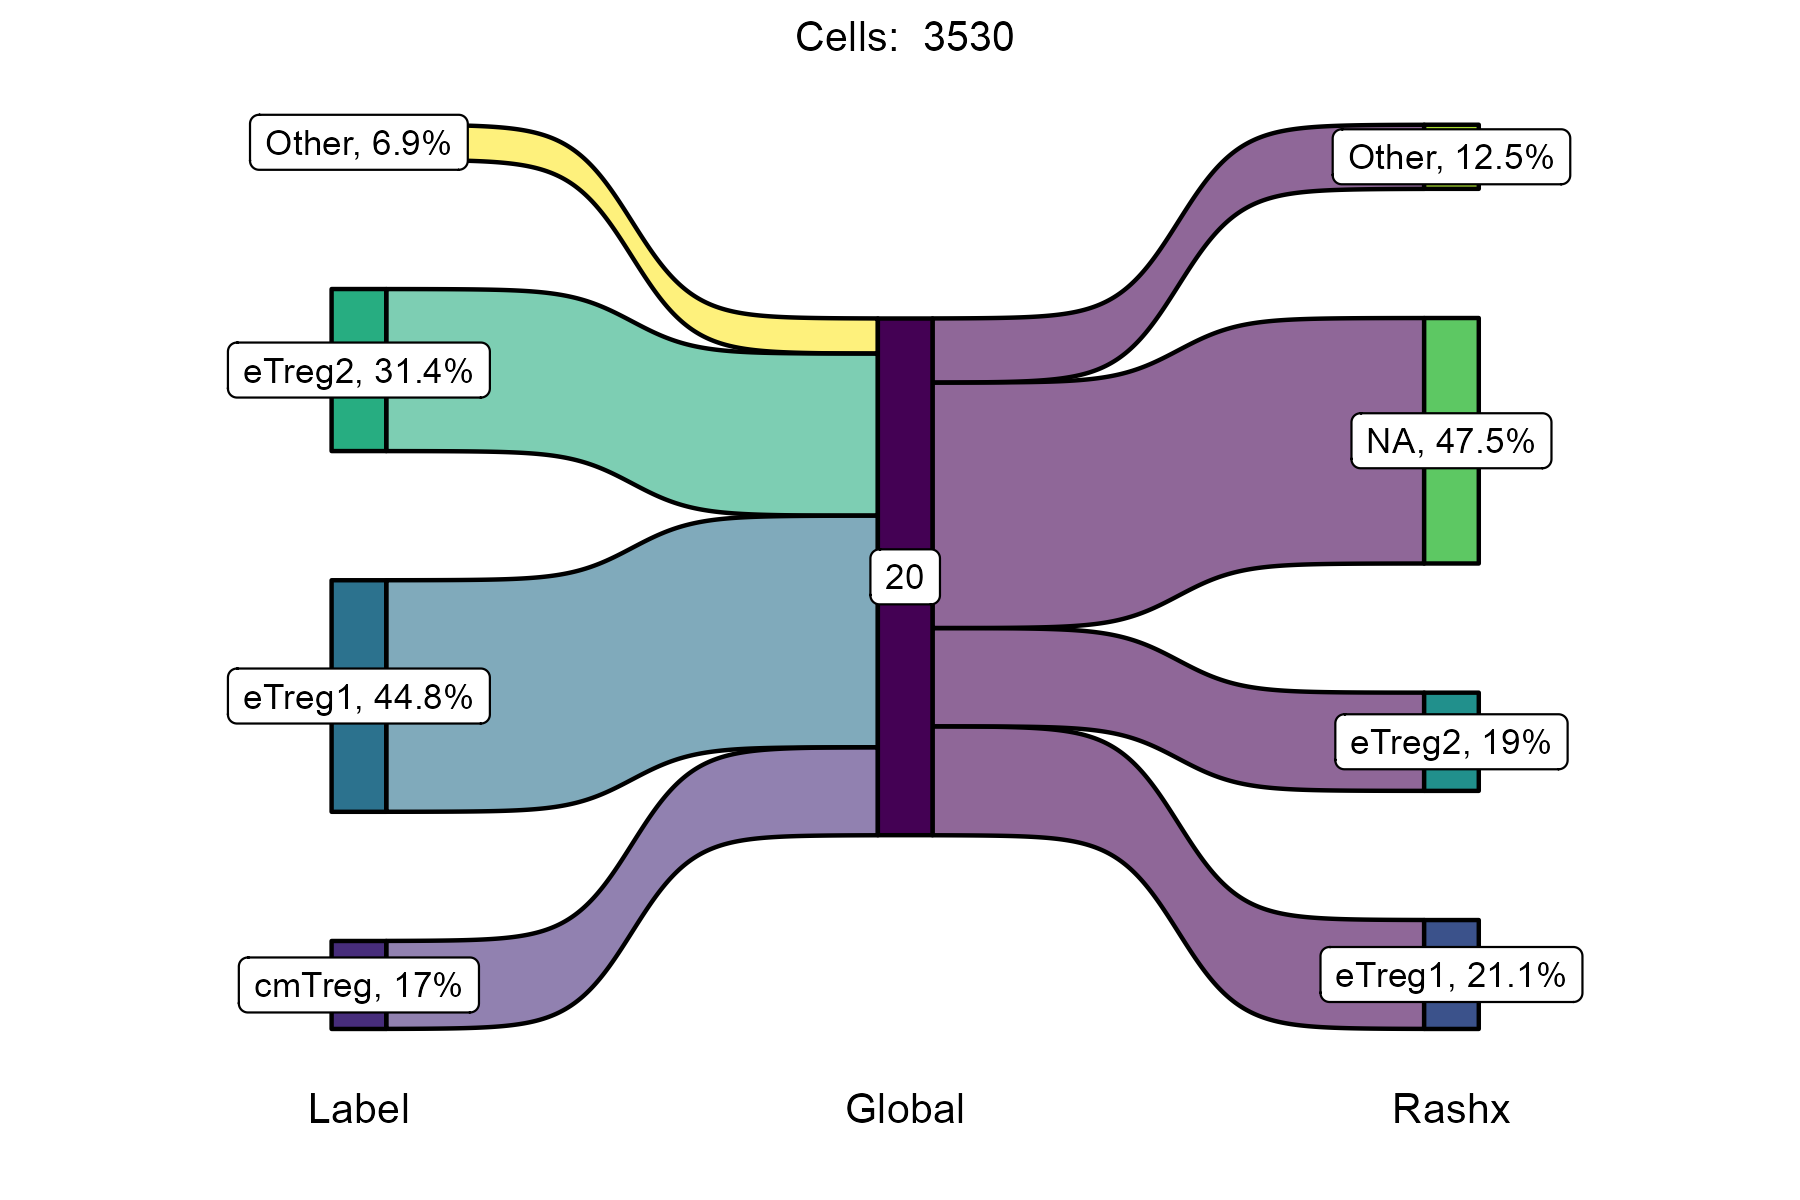 Cells:  3530
Other, 6.9%
Other, 12.5%
eTreg2, 31.4%
NA, 47.5%
20
eTreg1, 44.8%
eTreg2, 19%
cmTreg, 17%
eTreg1, 21.1%
Label
Global
Rashx